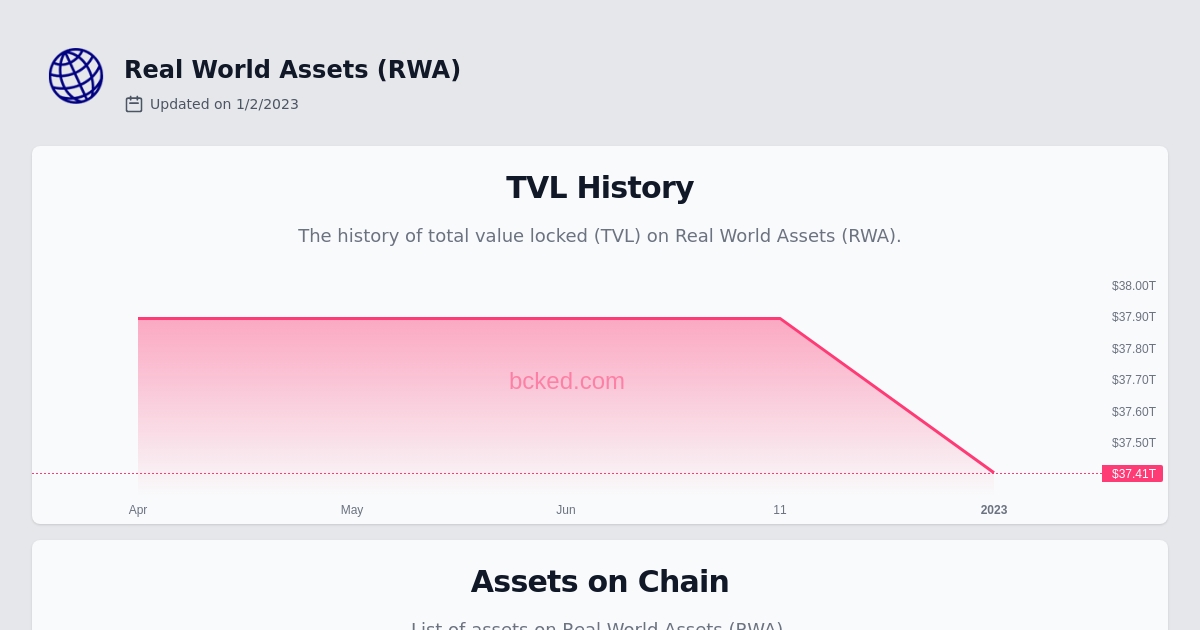 Real World Assets (RWA)
Updated on 1/2/2023
TVL History
The history of total value locked (TVL) on Real World Assets (RWA).
$38.00T
$37.90T
$37.80T
$37.70T
$37.60T
$37.50T
$37.41T
bcked.com
Apr May Jun 11 2023
Assets on Chain
List of assets on Real World Assets (RWA)